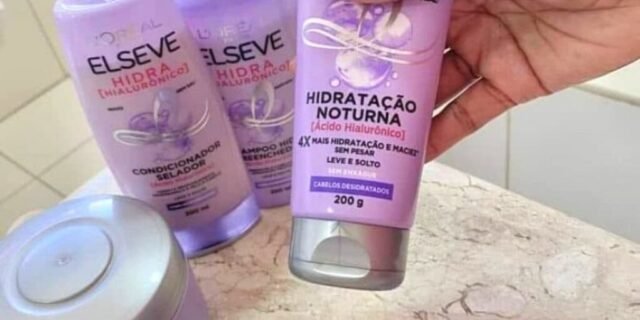 L'ORÉAL
ELSEVE
HIDRA
[HIALURÔNICO]
CONDICIONADOR
SELADOR
ELSEVE
HIDRA
[HIALURÔNICO]
HIDRATAÇÃO
NOTURNA
[Ácido Hialurônico]
4X MAIS HIDRATAÇÃO E MACIEZ*
SEM PESAR
LEVE E SOLTO
SEM ENXÁGUE
CABELOS DESIDRATADOS
200 g